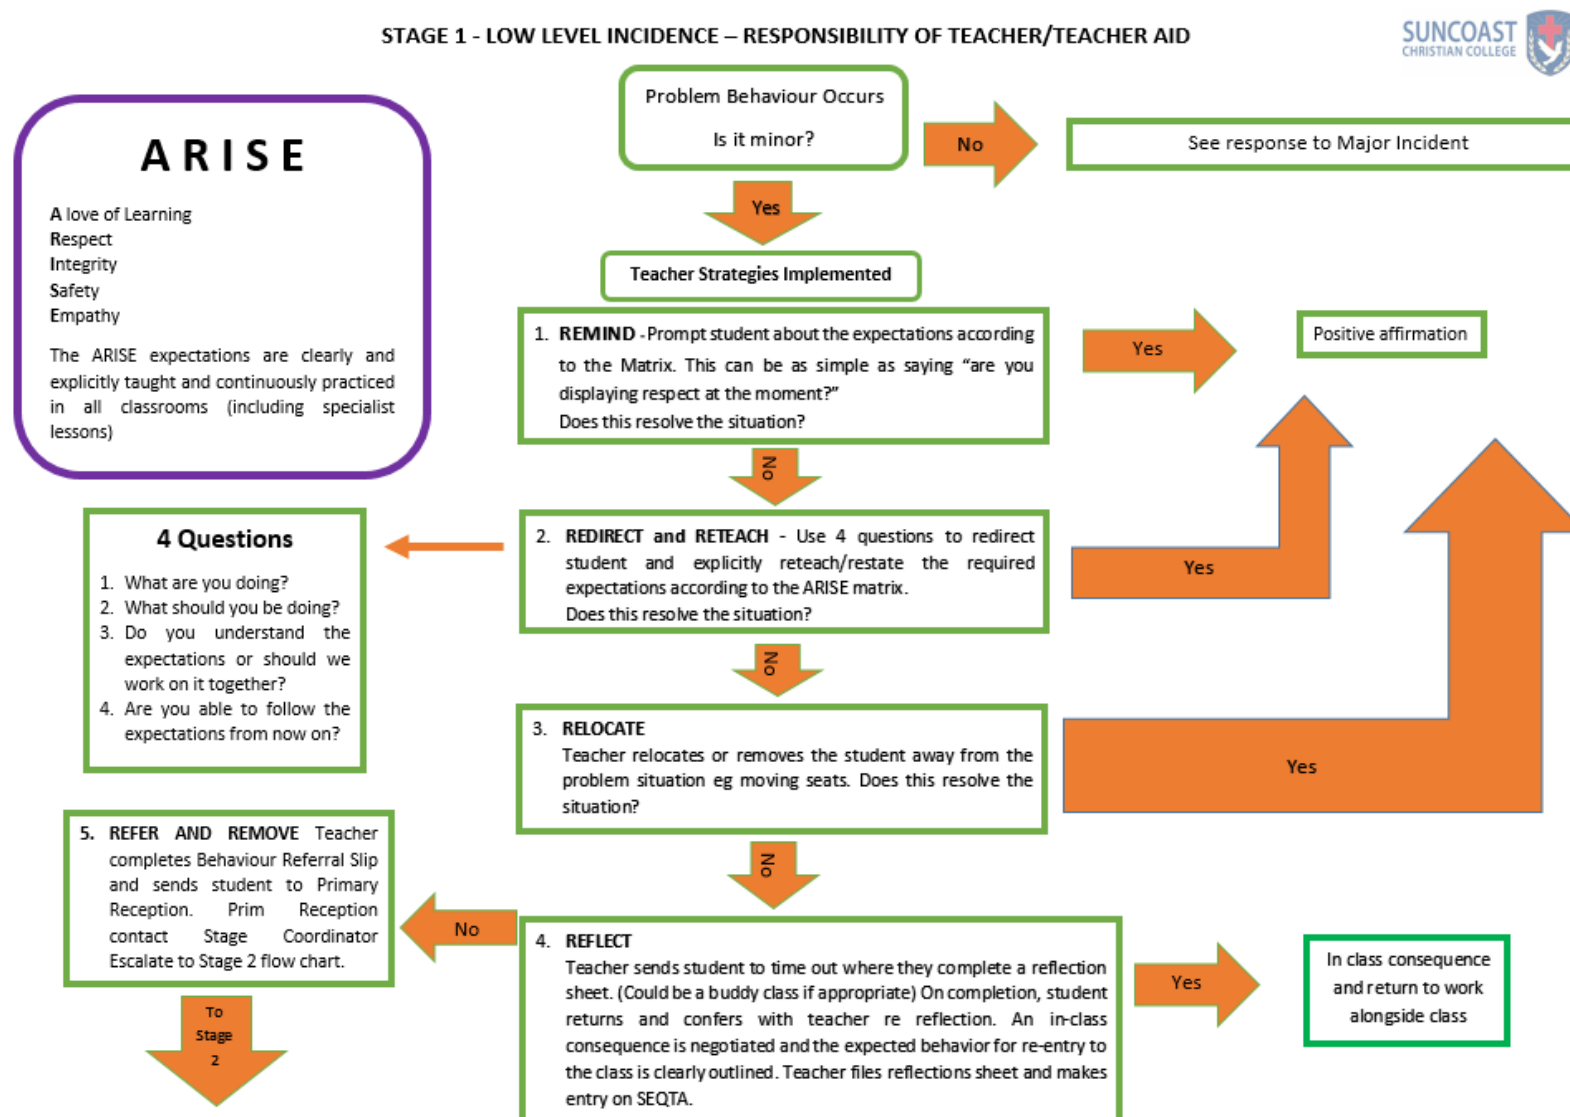 STAGE 1 - LOW LEVEL INCIDENCE – RESPONSIBILITY OF TEACHER/TEACHER AID
SUNCOAST
CHRISTIAN COLLEGE
Problem Behaviour Occurs
Is it minor?
No
See response to Major Incident
Yes
A R I S E
A love of Learning
Respect
Integrity
Safety
Empathy
The ARISE expectations are clearly and
explicitly taught and continuously practiced
in all classrooms (including specialist
lessons)
Teacher Strategies Implemented
1. REMIND - Prompt student about the expectations according
to the Matrix. This can be as simple as saying “are you
displaying respect at the moment?”
Does this resolve the situation?
Yes
Positive affirmation
No
2. REDIRECT and RETEACH - Use 4 questions to redirect
student and explicitly reteach/restate the required
expectations according to the ARISE matrix.
Does this resolve the situation?
Yes
4 Questions
1. What are you doing?
2. What should you be doing?
3. Do you understand the
expectations or should we
work on it together?
4. Are you able to follow the
expectations from now on?
No
3. RELOCATE
Teacher relocates or removes the student away from the
problem situation eg moving seats. Does this resolve the
situation?
Yes
No
4. REFLECT
Teacher sends student to time out where they complete a reflection
sheet. (Could be a buddy class if appropriate) On completion, student
returns and confers with teacher re reflection. An in-class
consequence is negotiated and the expected behavior for re-entry to
the class is clearly outlined. Teacher files reflections sheet and makes
entry on SEQTA.
Yes
In class consequence
and return to work
alongside class
No
5. REFER AND REMOVE Teacher
completes Behaviour Referral Slip
and sends student to Primary
Reception. Prim Reception
contact Stage Coordinator
Escalate to Stage 2 flow chart.
To
Stage
2